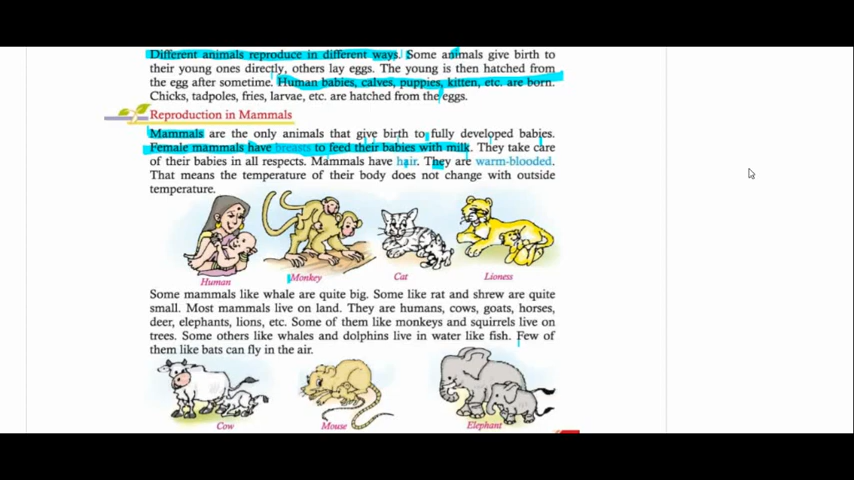 Different animals reproduce in different ways. Some animals give birth to
their young ones directly, others lay eggs. The young is then hatched from
the egg after sometime. Human babies, calves, puppies, kitten, etc. are born.
Chicks, tadpoles, fries, larvae, etc. are hatched from the eggs.
Reproduction in Mammals
Mammals are the only animals that give birth to fully developed babies.
Female mammals have breasts to feed their babies with milk. They take care
of their babies in all respects. Mammals have hair. They are warm-blooded.
That means the temperature of their body does not change with outside
temperature.
Human Monkey Cat Lioness
Some mammals like whale are quite big. Some like rat and shrew are quite
small. Most mammals live on land. They are humans, cows, goats, horses,
deer, elephants, lions, etc. Some of them like monkeys and squirrels live on
trees. Some others like whales and dolphins live in water like fish. Few of
them like bats can fly in the air.
Cow Mouse Elephant